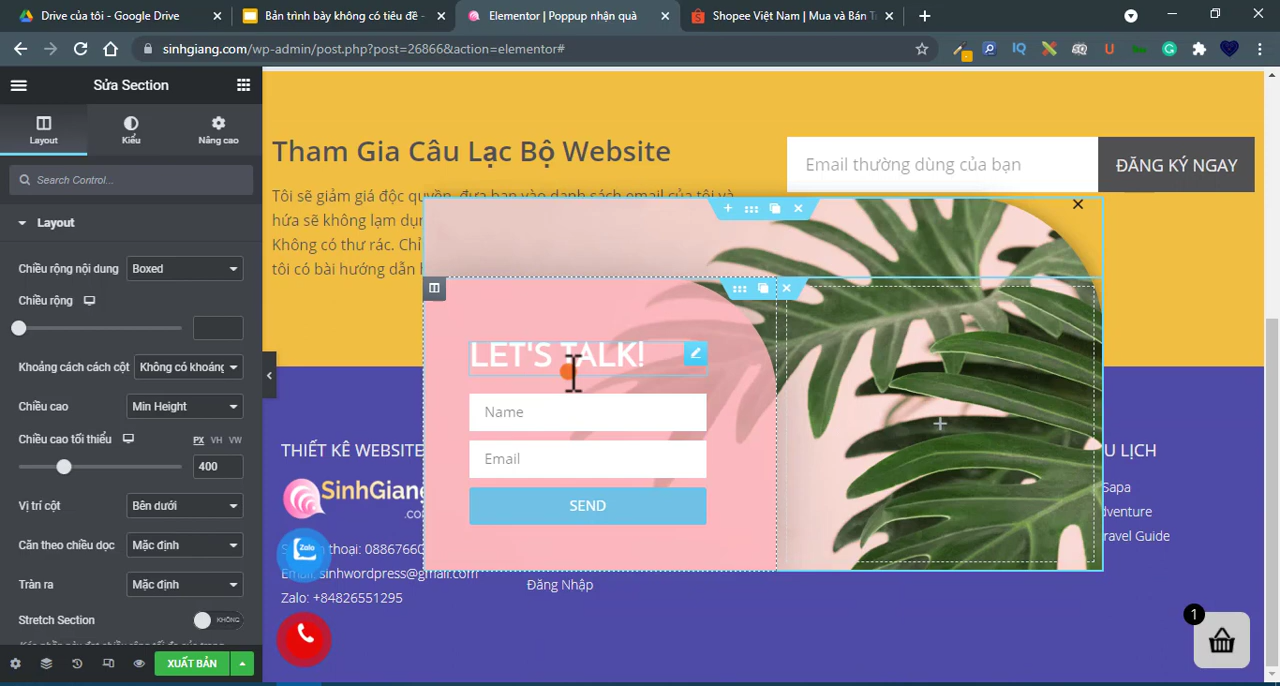 Drive của tôi - Google Drive
Bản trình bày không có tiêu đề -
Elementor | Poppup nhận quà
Shopee Việt Nam | Mua và Bán T
sinhgiang.com/wp-admin/post.php?post=26866&action=elementor#
Sửa Section
Layout
Kiểu
Nâng cao
Search Control...
Layout
Chiều rộng nội dung
Boxed
Chiều rộng
Khoảng cách cách cột
Không có khoảng
Chiều cao
Min Height
Chiều cao tối thiểu
PX VH VW
400
Vị trí cột
Bên dưới
Căn theo chiều dọc
Mặc định
Tràn ra
Mặc định
Stretch Section
KHÔNG
XUẤT BẢN
Tham Gia Câu Lạc Bộ Website
Tôi sẽ giảm giá độc quyền, đưa bạn vào danh sách email của tôi và
hứa sẽ không lạm dụ
Không có thư rác. Chỉ
tôi có bài hướng dẫn
Email thường dùng của bạn
ĐĂNG KÝ NGAY
LET'S TALK!
Name
Email
SEND
THIẾT KẾ WEBSITE
SinhGiang
.co
thoại: 0886760
Email: sinhwordpress@gmail.com
Zalo: +84826551295
Zalo
Đăng Nhập
U LỊCH
Sapa
dventure
ravel Guide
1